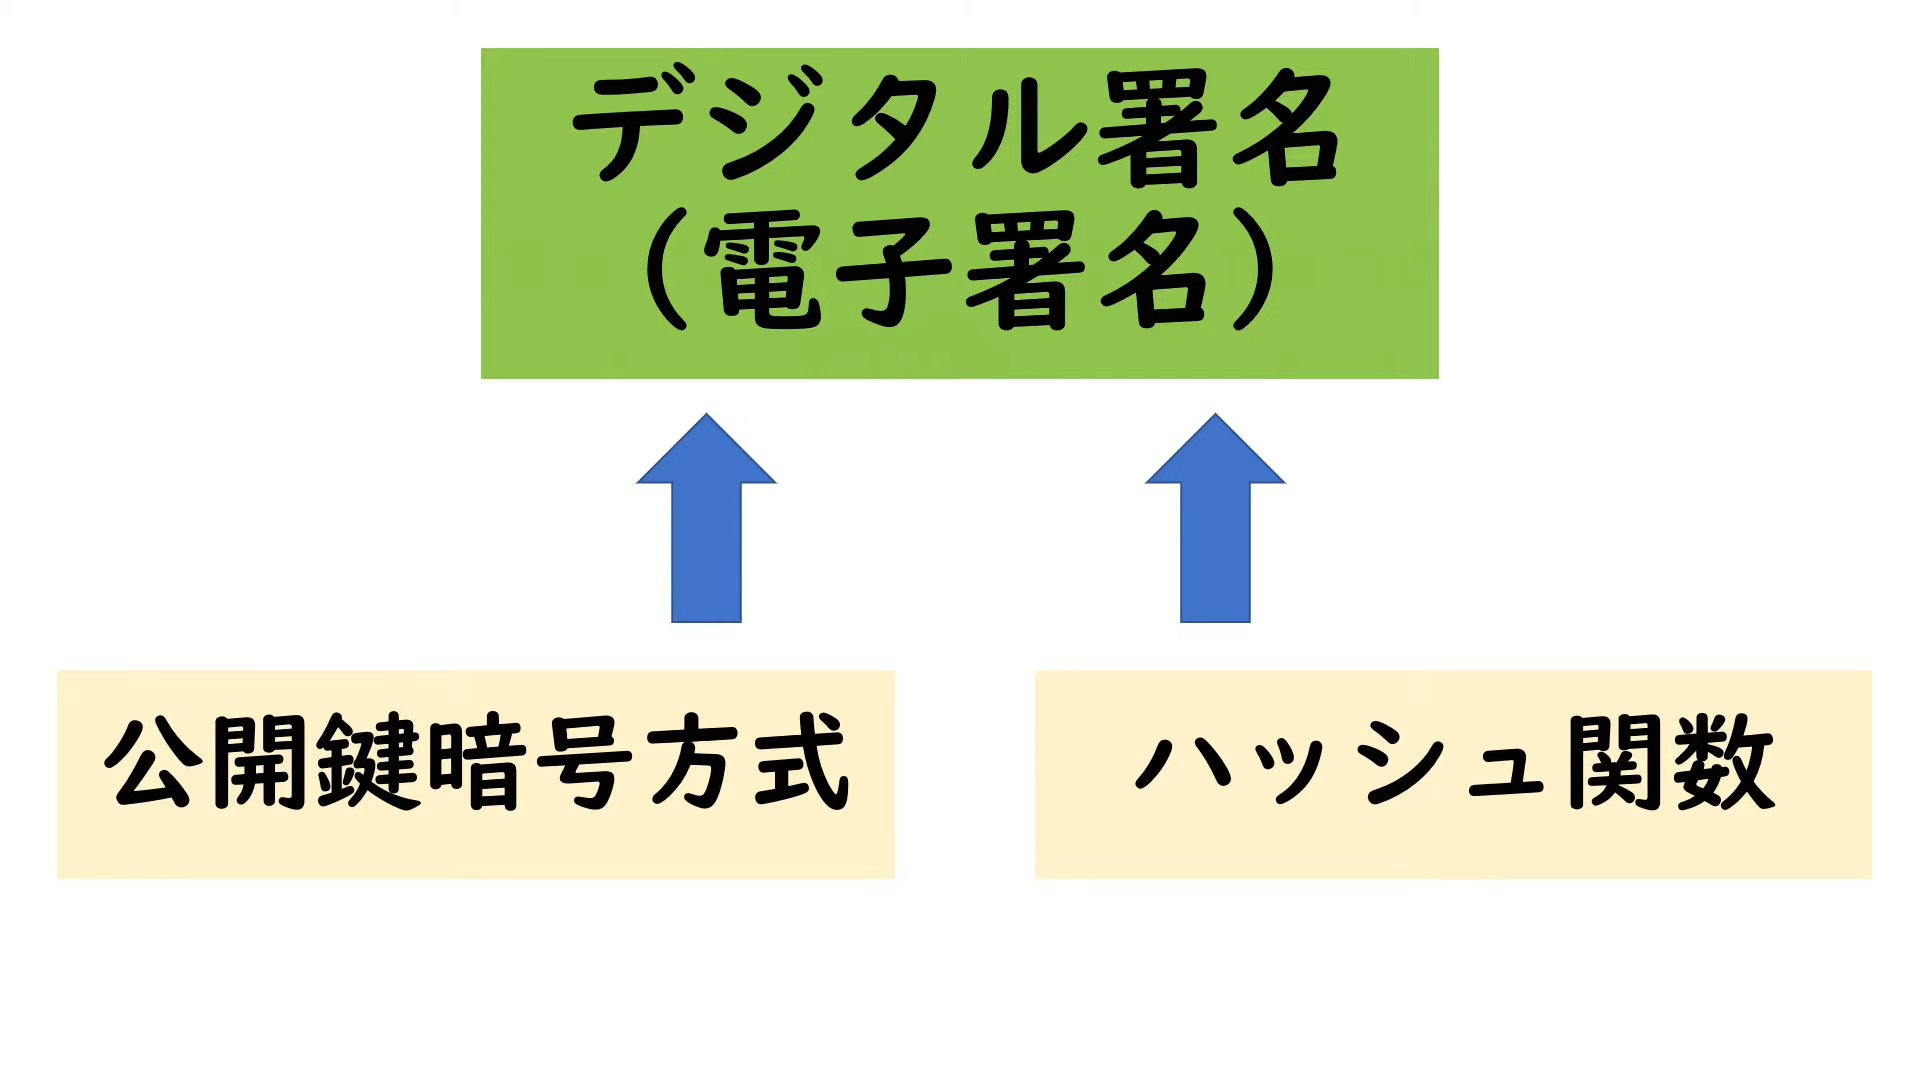 デジタル署名
（電子署名）
公開鍵暗号方式
ハッシュ関数